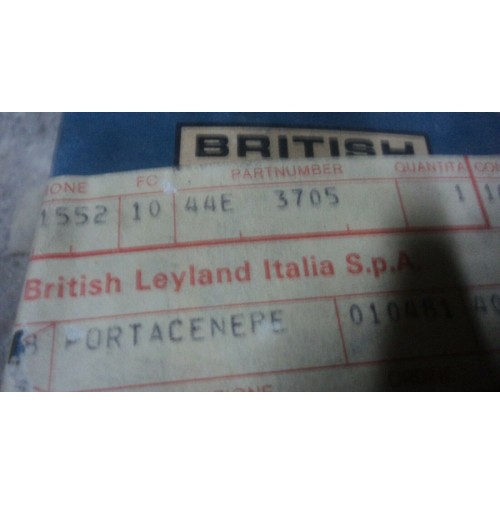 BRITISH
IONE FC PARTNUMBER QUANTITA
1552 10 44E 3705 1
British Leyland Italia S.p.A.
PORTACENEPE 010481